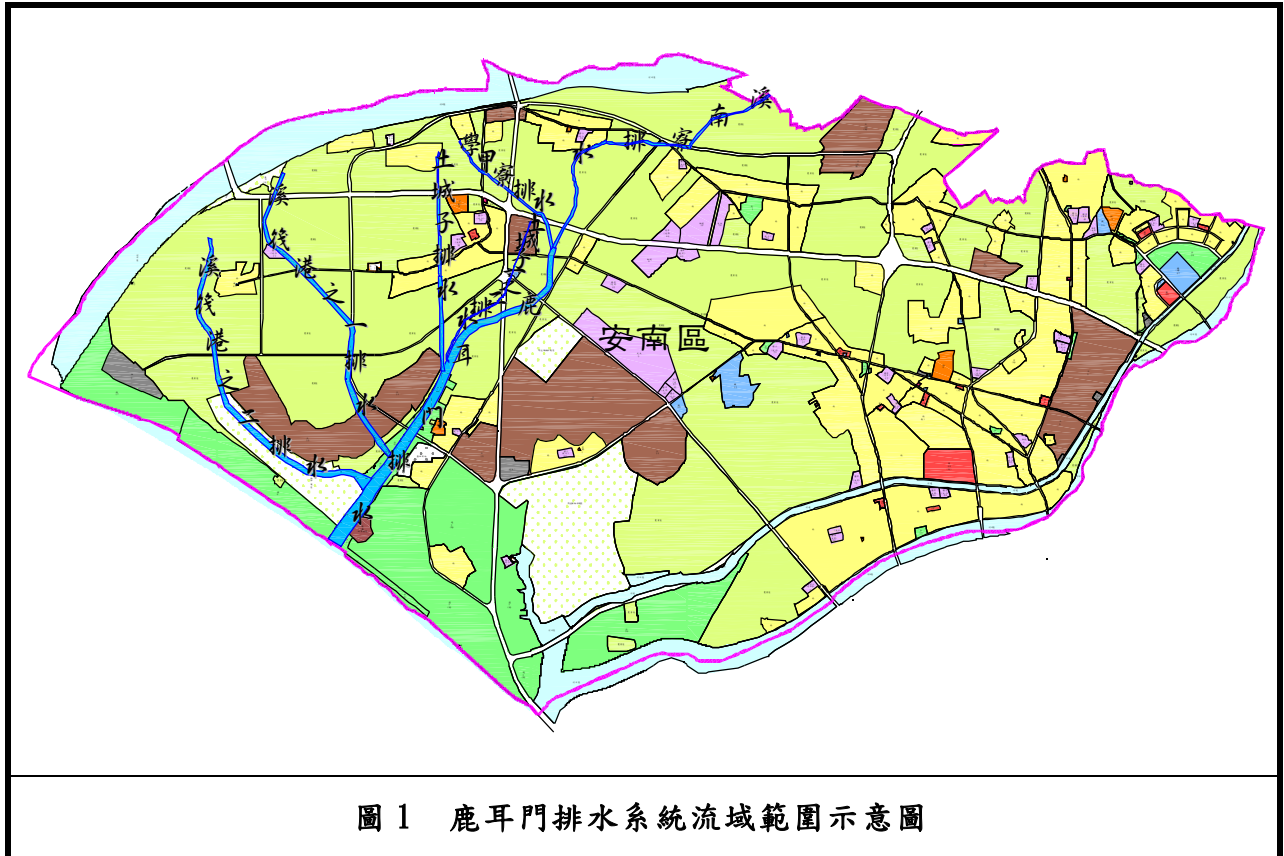 溪南寮排水
學甲寮排水
土城子排水
溪筏港之一排水
溪筏港之二排水
鹿耳門排水
安南區
圖 1 鹿耳門排水系統流域範圍示意圖